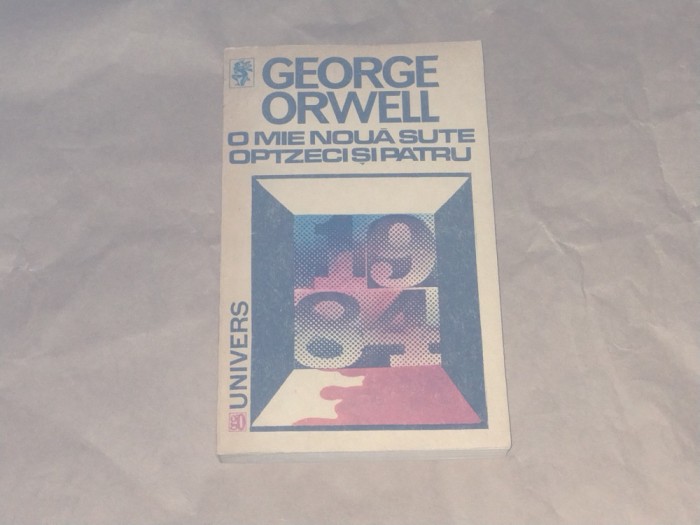 GEORGE
ORWELL
O MIE NOUĂ SUTE
OPTZECI ȘI PATRU
19
84
UNIVERS